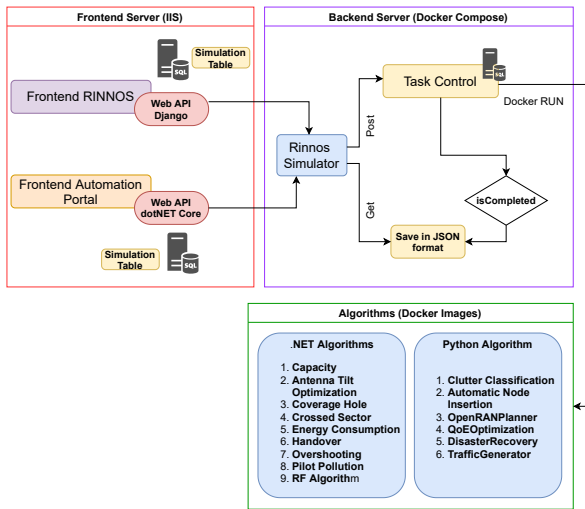 Frontend Server (IIS)
SQL
Simulation
Table
Frontend RINNOS
Web API
Django
Frontend Automation
Portal
Web API
dotNET Core
Simulation
Table
SQL
Backend Server (Docker Compose)
Rinnos
Simulator
Post
Get
Task Control
SQL
Docker RUN
isCompleted
Save in JSON
format
Algorithms (Docker Images)
.NET Algorithms
1. Capacity
2. Antenna Tilt
Optimization
3. Coverage Hole
4. Crossed Sector
5. Energy Consumption
6. Handover
7. Overshooting
8. Pilot Pollution
9. RF Algorithm
Python Algorithm
1. Clutter Classification
2. Automatic Node
Insertion
3. OpenRANPlanner
4. QoEOptimization
5. DisasterRecovery
6. TrafficGenerator